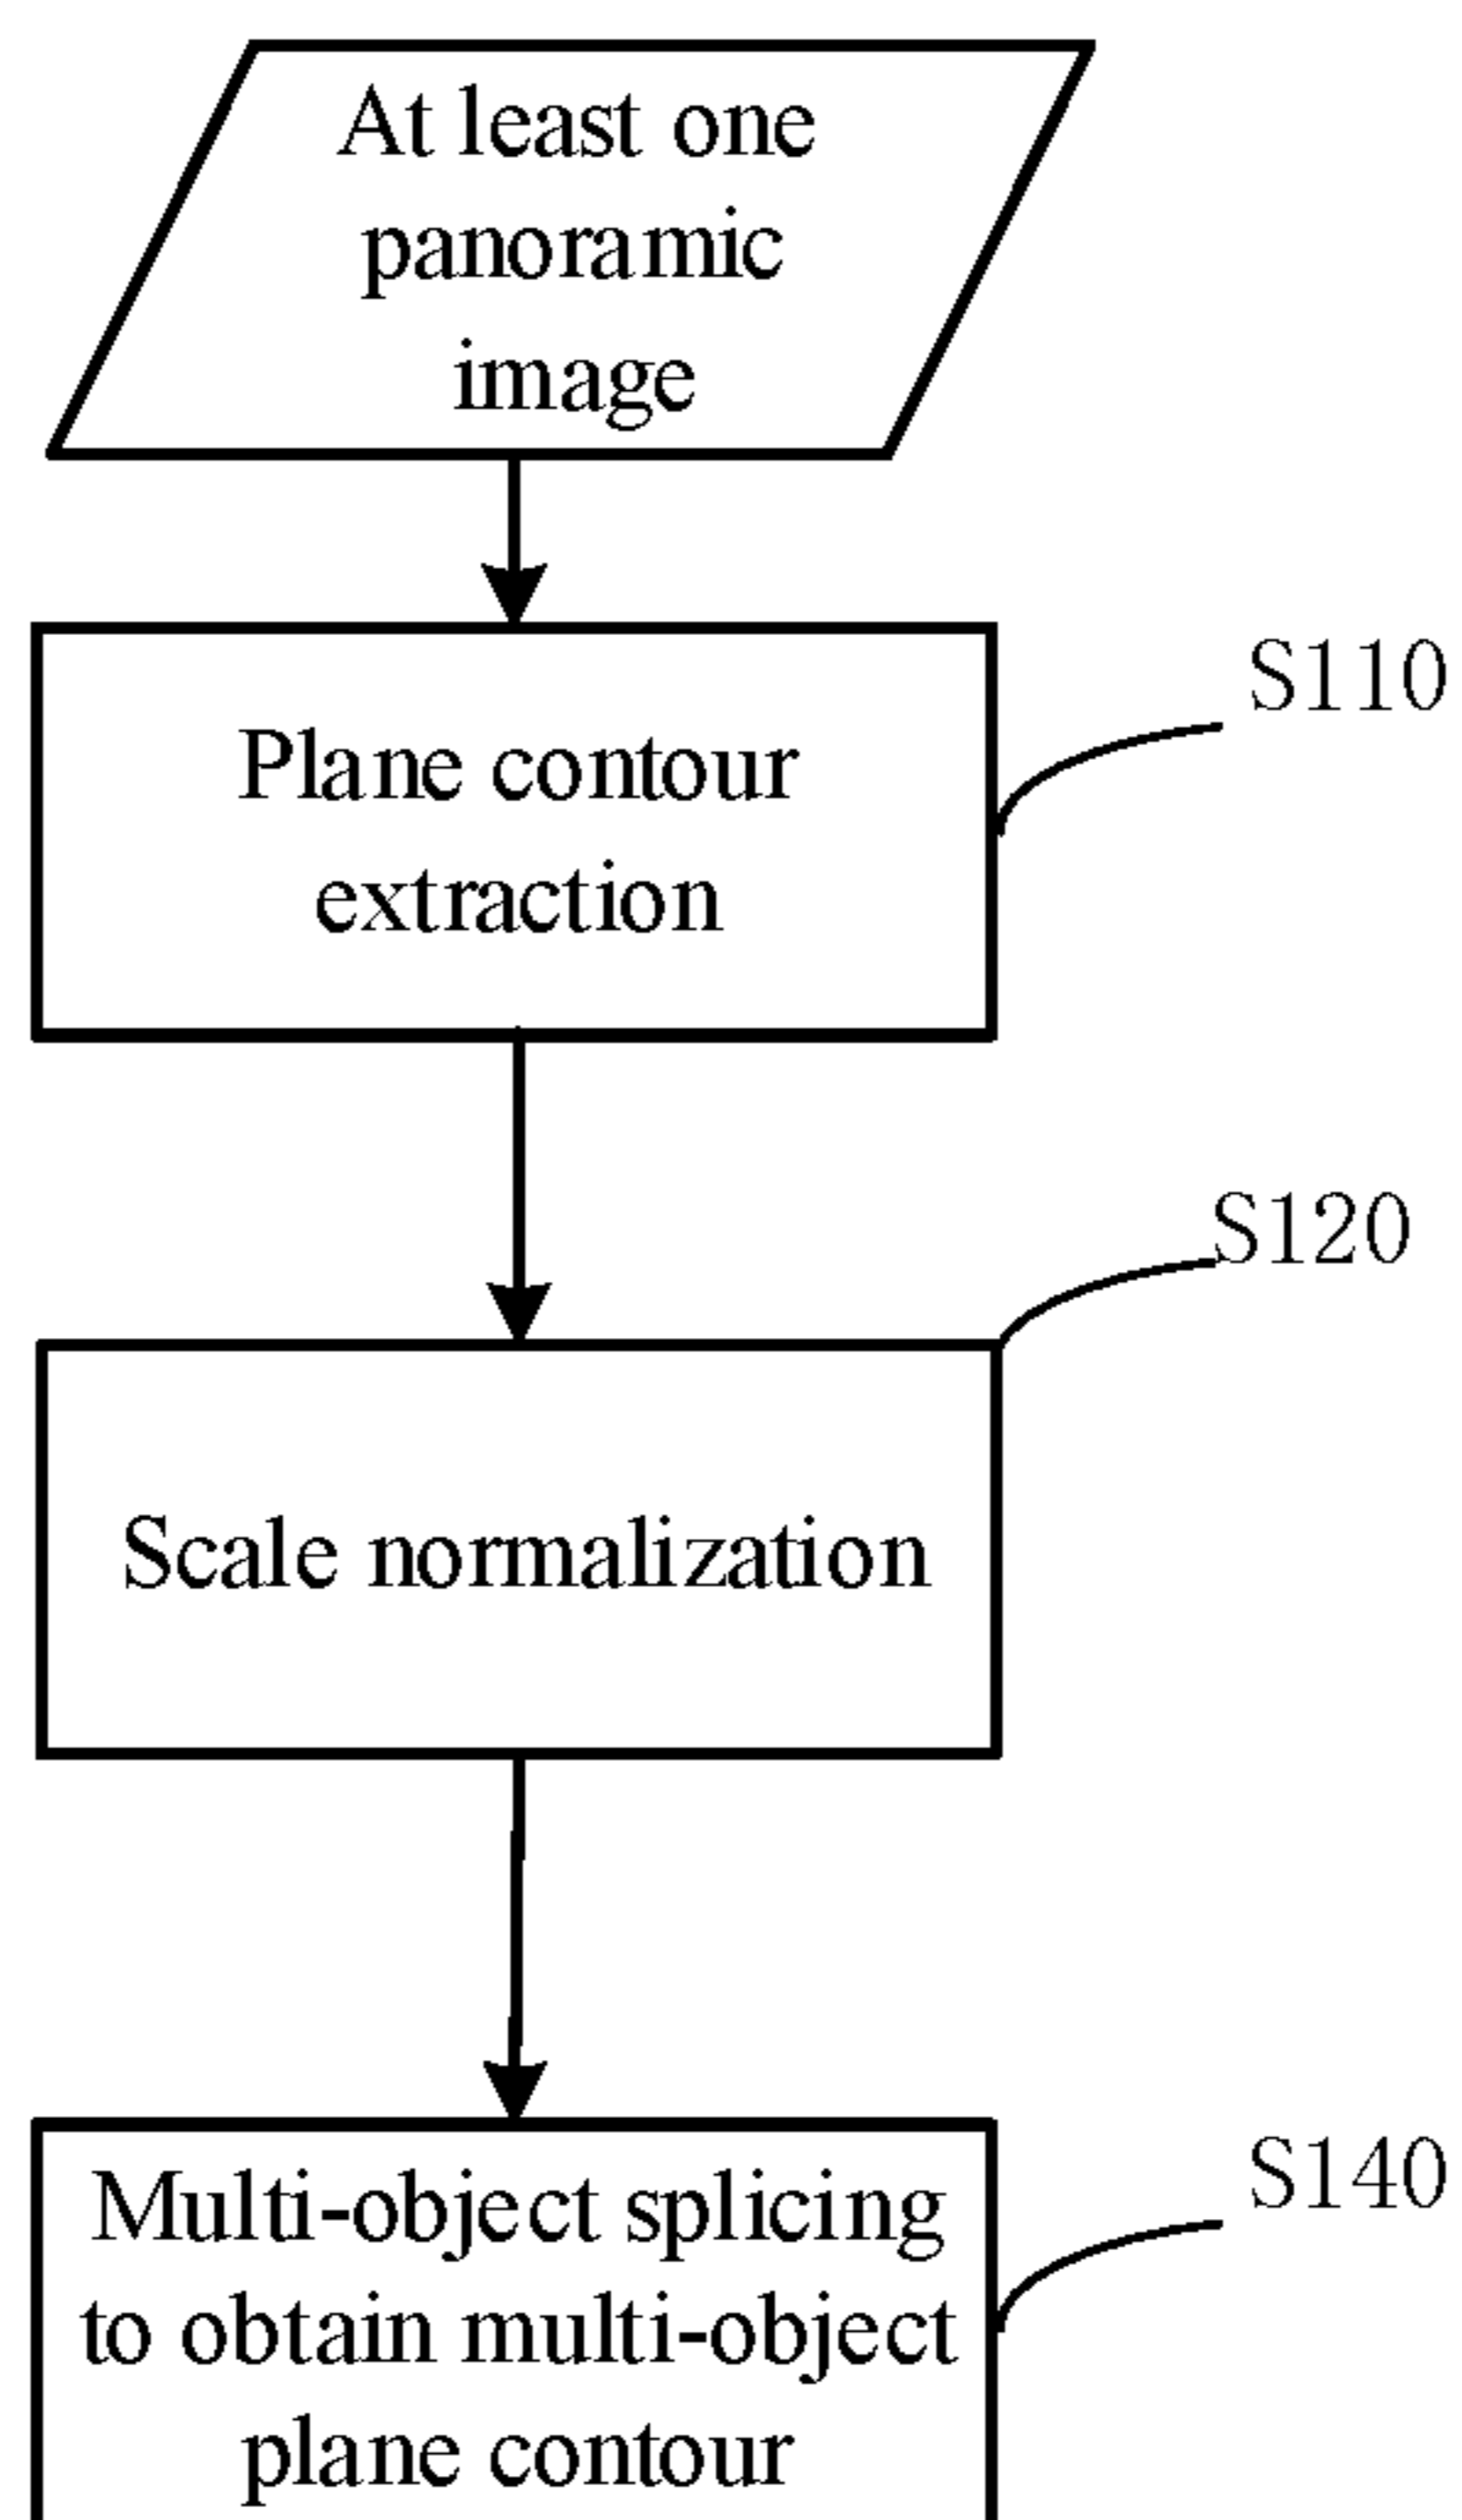 At least one
panoramic
image
Plane contour
extraction
S110
S120
Scale normalization
S140
Multi-object splicing
to obtain multi-object
plane contour